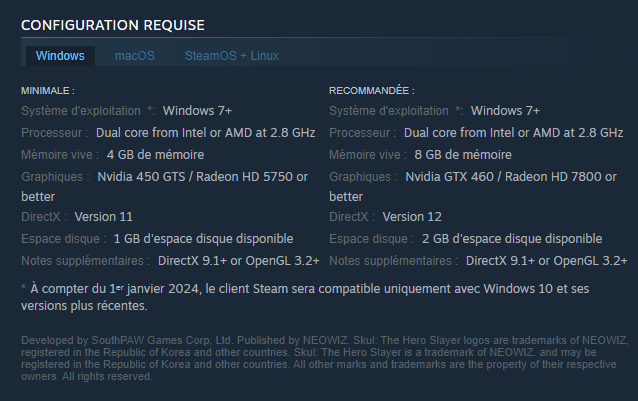 CONFIGURATION REQUISE
Windows macOS SteamOS + Linux
MINIMALE :
Système d'exploitation *: Windows 7+
Processeur : Dual core from Intel or AMD at 2.8 GHz
Mémoire vive : 4 GB de mémoire
Graphiques : Nvidia 450 GTS / Radeon HD 5750 or
better
DirectX : Version 11
Espace disque : 1 GB d'espace disque disponible
Notes supplémentaires : DirectX 9.1+ or OpenGL 3.2+
RECOMMANDÉE :
Système d'exploitation *: Windows 7+
Processeur : Dual core from Intel or AMD at 2.8 GHz
Mémoire vive : 8 GB de mémoire
Graphiques : Nvidia GTX 460 / Radeon HD 7800 or
better
DirectX : Version 12
Espace disque : 2 GB d'espace disque disponible
Notes supplémentaires : DirectX 9.1+ or OpenGL 3.2+
* À compter du 1er janvier 2024, le client Steam sera compatible uniquement avec Windows 10 et ses
versions plus récentes.
Developed by SouthPAW Games Corp, Ltd. Published by NEOWIZ. Skul: The Hero Slayer logos are trademarks of NEOWIZ,
registered in the Republic of Korea and other countries. Skul: The Hero Slayer is a trademark of NEOWIZ. and may be
registered in the Republic of Korea and other countries. All other marks and trademarks are the property of their respective
owners. All rights reserved.